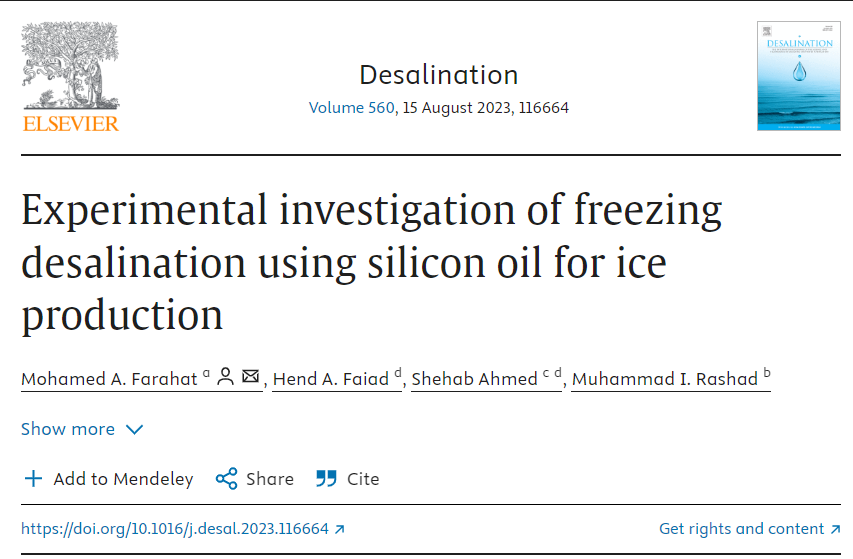 Desalination
Volume 560, 15 August 2023, 116664
ELSEVIER
DESALINATION
Experimental investigation of freezing
desalination using silicon oil for ice
production
Mohamed A. Farahat a, Hend A. Faiad d, Shehab Ahmed c d, Muhammad I. Rashad b
Show more
Add to Mendeley Share Cite
https://doi.org/10.1016/j.desal.2023.116664 Get rights and content